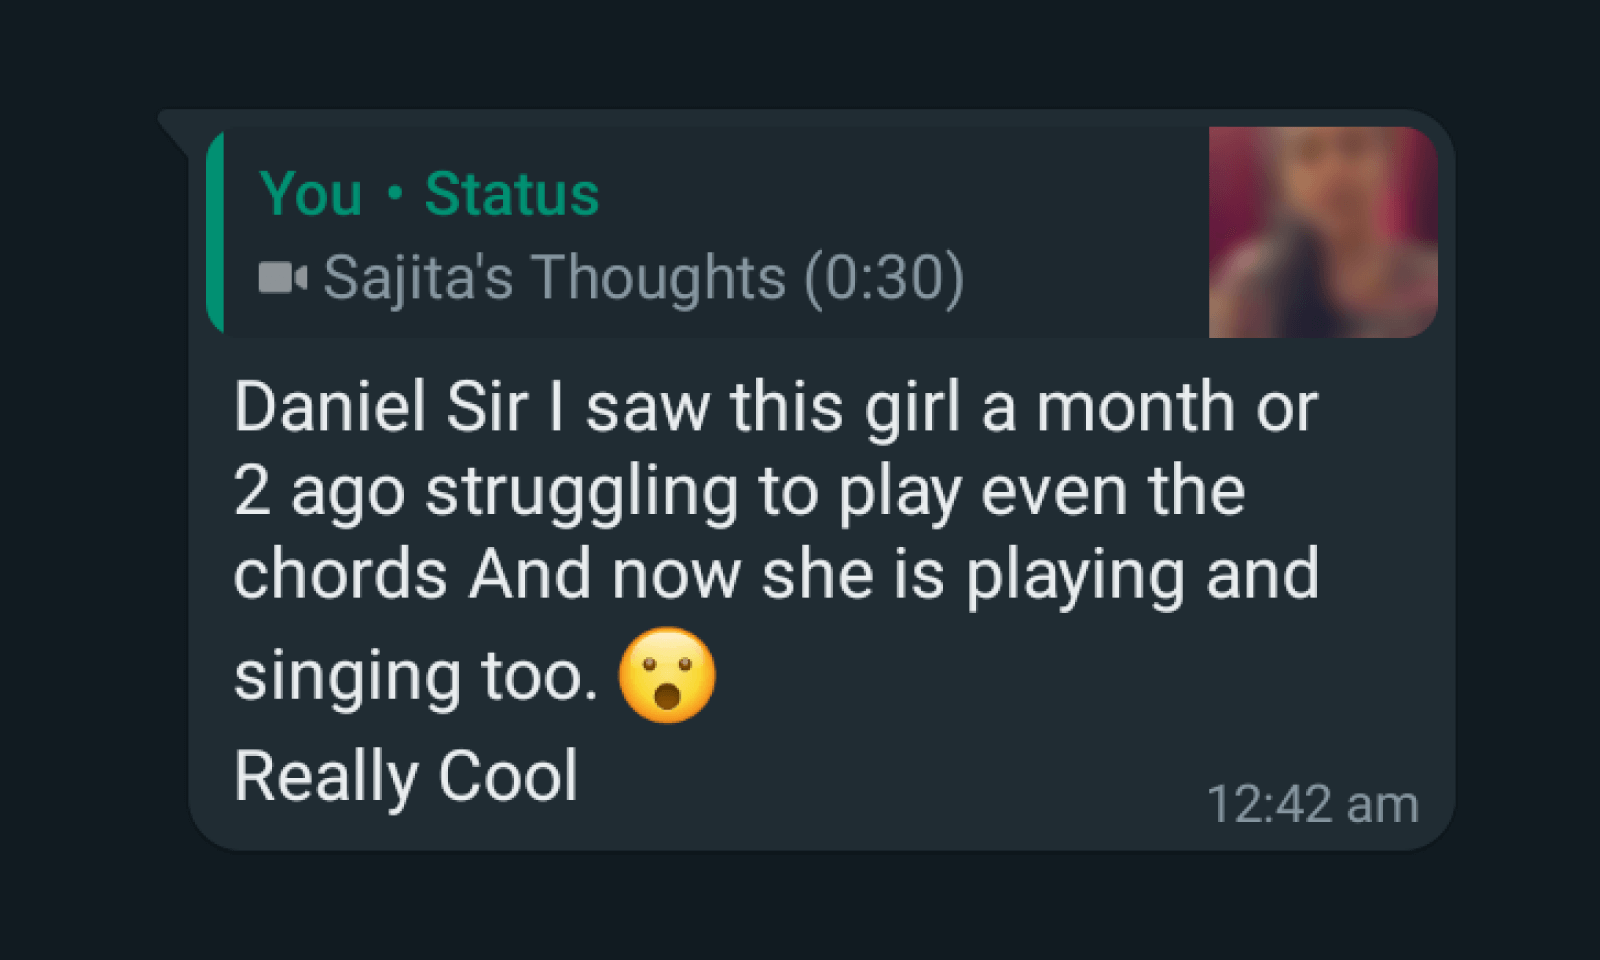 You • Status
Sajita's Thoughts (0:30)
Daniel Sir I saw this girl a month or
2 ago struggling to play even the
chords And now she is playing and
singing too. 😮
Really Cool
12:42 am